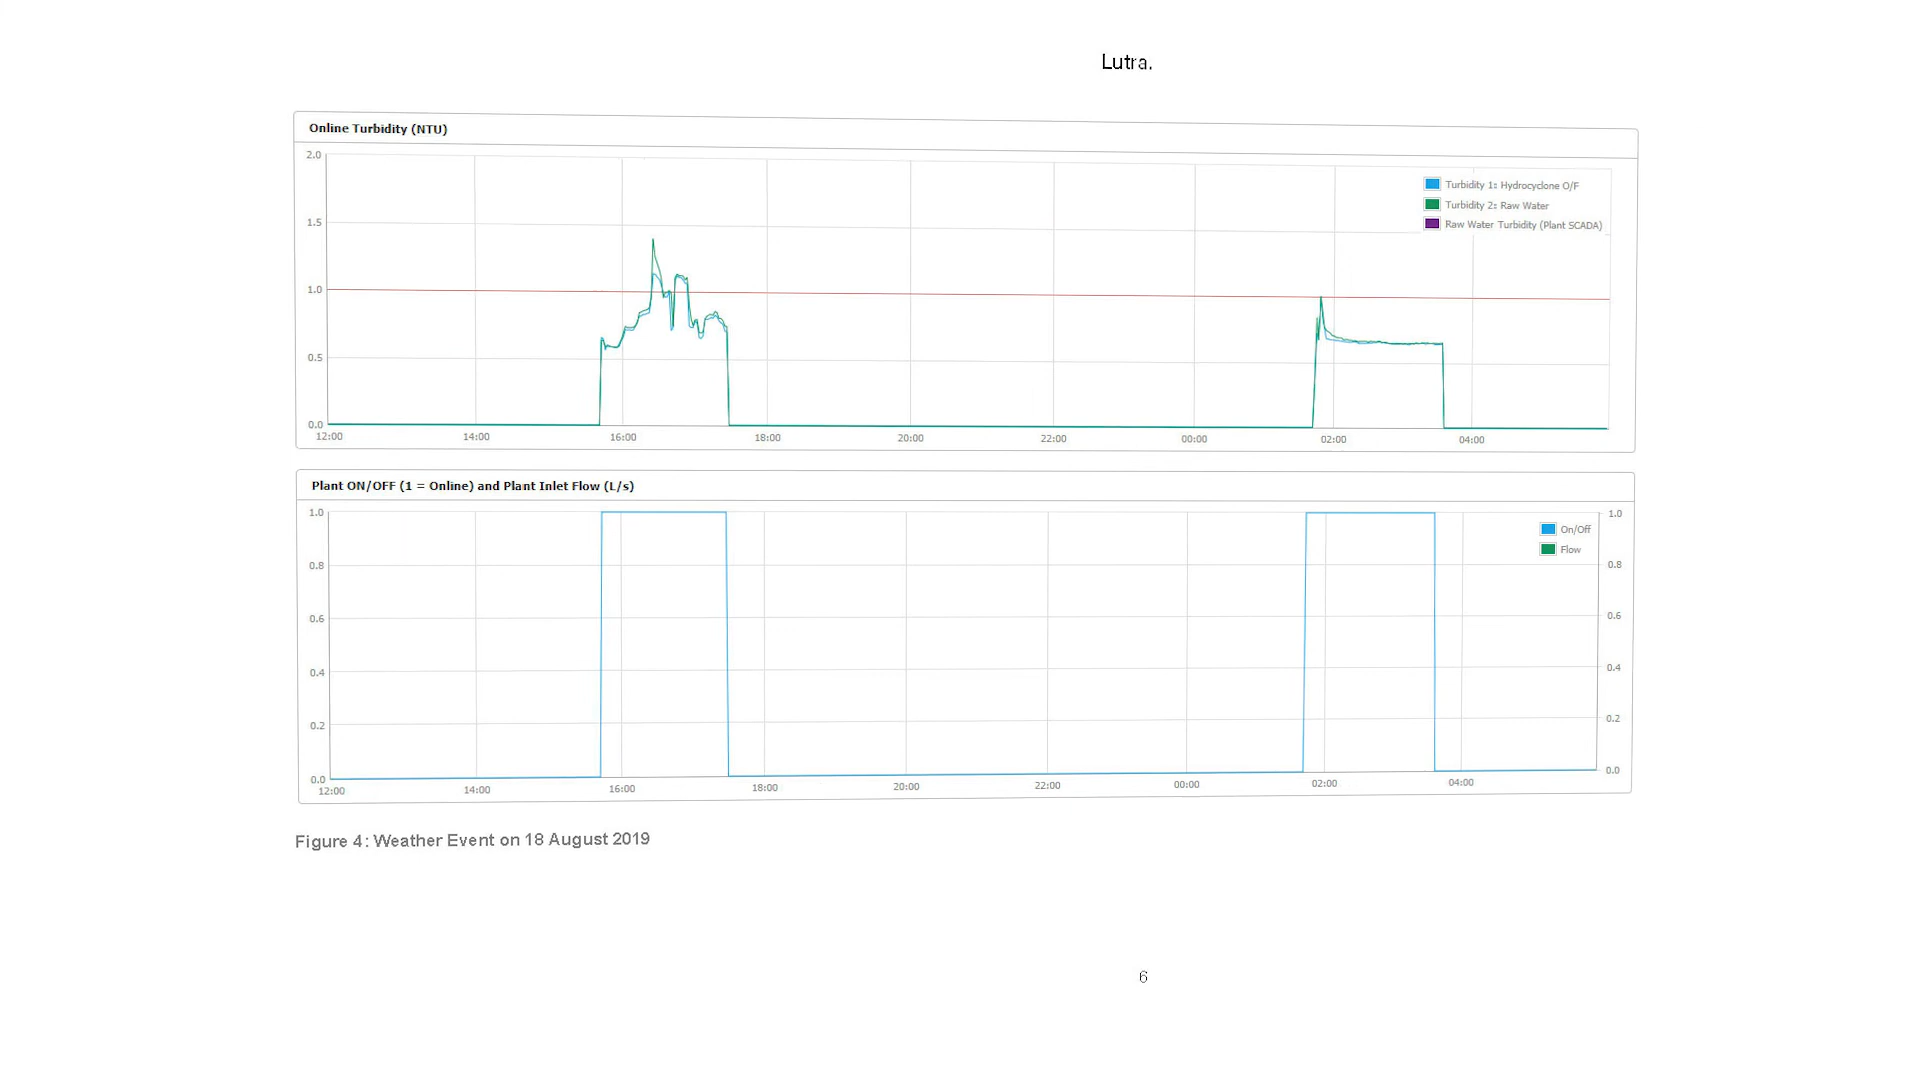 Lutra.
Online Turbidity (NTU)
2.0
1.5
1.0
0.5
0.0
Turbidity 1: Hydrocyclone O/F
Turbidity 2: Raw Water
Raw Water Turbidity (Plant SCADA)
12:00 14:00 16:00 18:00 20:00 22:00 00:00 02:00 04:00
Plant ON/OFF (1 = Online) and Plant Inlet Flow (L/s)
1.0
0.8
0.6
0.4
0.2
0.0
On/Off
Flow
1.0
0.8
0.6
0.4
0.2
0.0
12:00 14:00 16:00 18:00 20:00 22:00 00:00 02:00 04:00
Figure 4: Weather Event on 18 August 2019
6